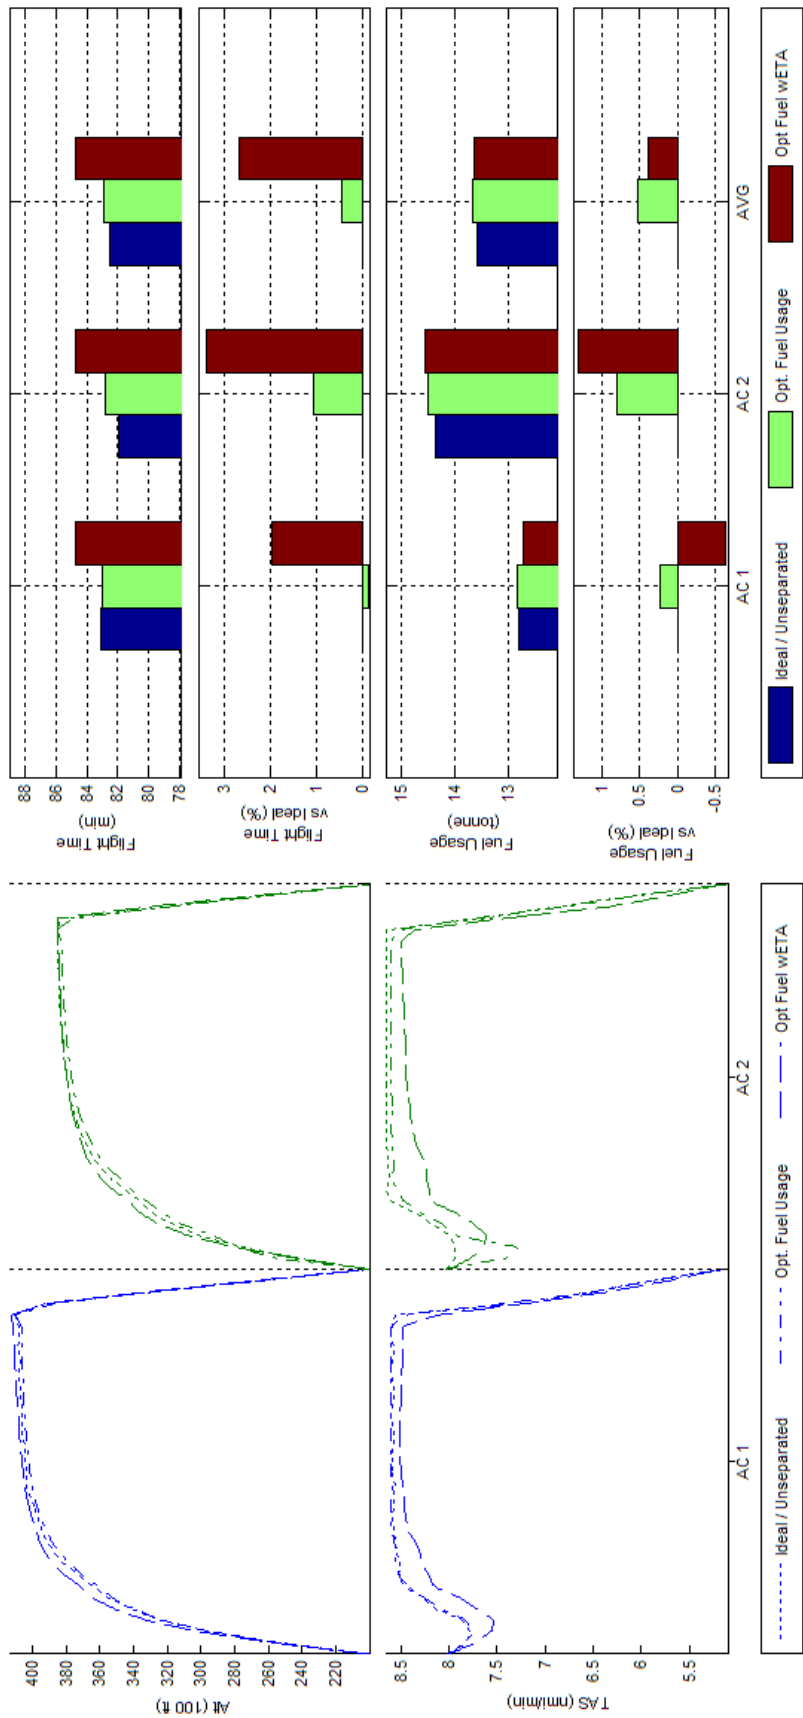 400
380
360
340
320
300
280
260
240
220
200
Alt (100 ft)
8.5
8
7.5
7
6.5
6
5.5
TAS (nmi/min)
AC 1
AC 2
Ideal / Unseparated
Opt. Fuel Usage
Opt Fuel wETA
88
86
84
82
80
78
Flight Time
(min)
3
2
1
0
Flight Time
vs Ideal (%)
15
14
13
Fuel Usage
(tonne)
1
0.5
0
-0.5
Fuel Usage
vs Ideal (%)
AC 1
AC 2
AVG
Ideal / Unseparated
Opt. Fuel Usage
Opt Fuel wETA